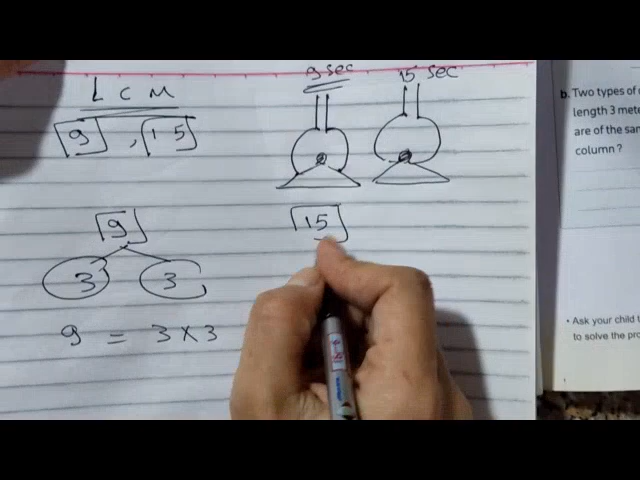 LCM
9 , 15
9 sec
15 sec
9
3 3
9 = 3 × 3
15
b. Two types of
length 3 mete
are of the sa
column ?
• Ask your child t
to solve the pro